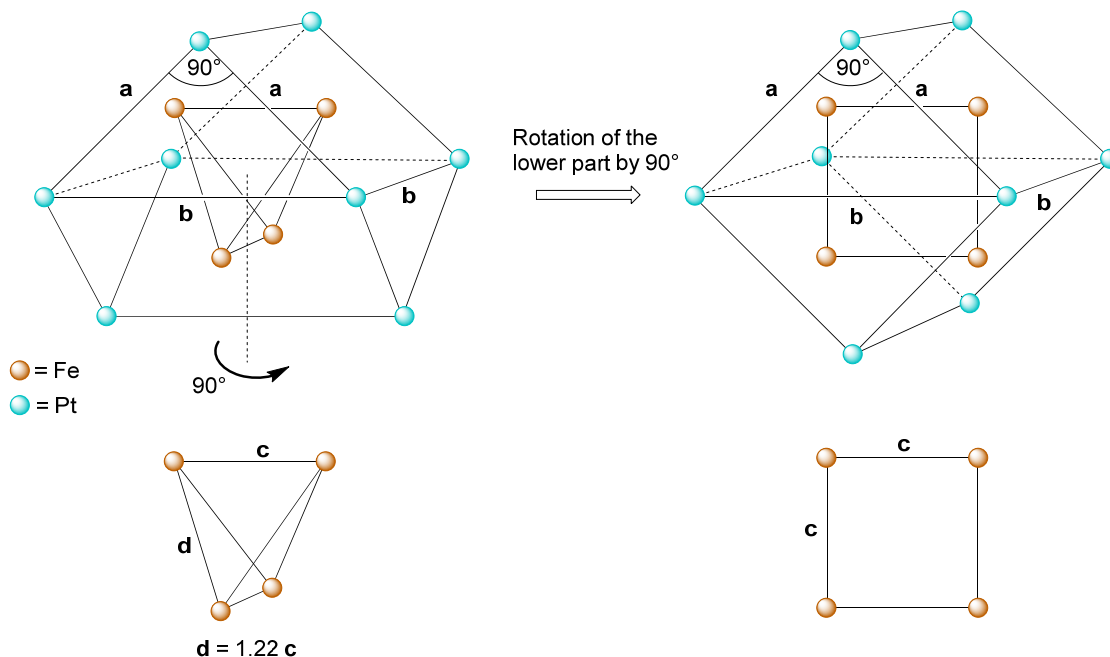 90°
a
a
b
b
90°
= Fe
= Pt
Rotation of the
lower part by 90°
90°
a
a
b
b
c
d
d = 1.22 c
c
c